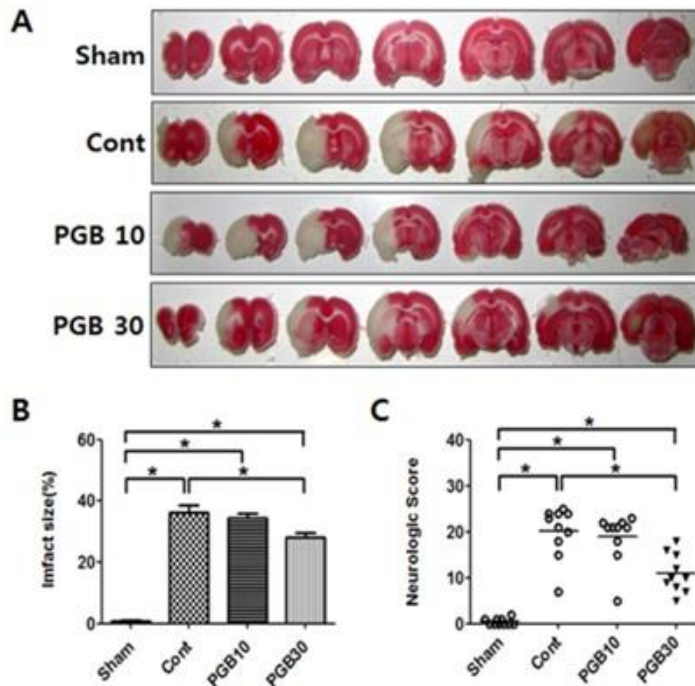 A
Sham
Cont
PGB 10
PGB 30
B
Imfact size(%)
60
40
20
0
*
*
*
*
Sham
Cont
PGB10
PGB30
C
Neurologic Score
40
30
20
10
0
*
*
*
*
Sham
Cont
PGB10
PGB30